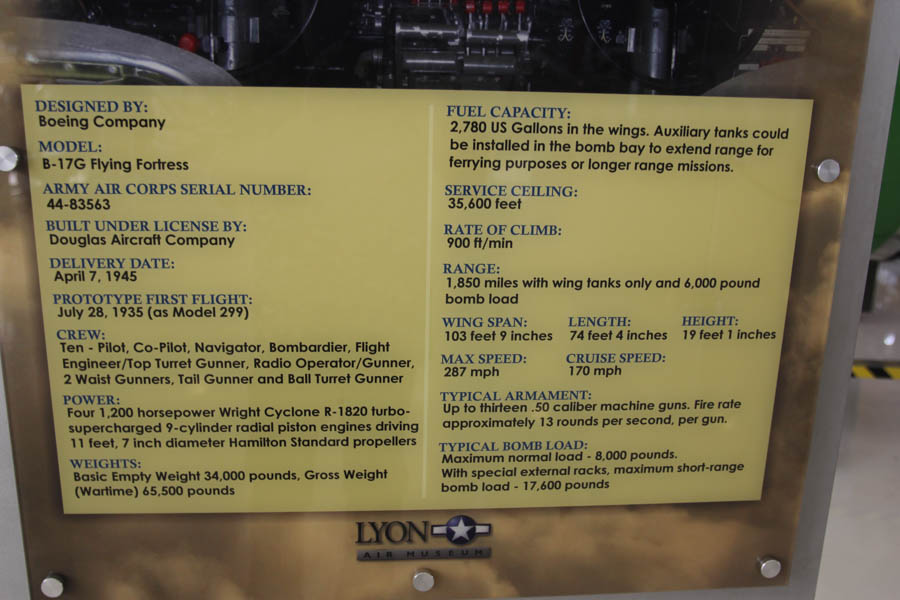 DESIGNED BY:
Boeing Company
MODEL:
B-17G Flying Fortress
ARMY AIR CORPS SERIAL NUMBER:
44-83563
BUILT UNDER LICENSE BY:
Douglas Aircraft Company
DELIVERY DATE:
April 7, 1945
PROTOTYPE FIRST FLIGHT:
July 28, 1935 (as Model 299)
CREW:
Ten - Pilot, Co-Pilot, Navigator, Bombardier, Flight
Engineer/Top Turret Gunner, Radio Operator/Gunner,
2 Waist Gunners, Tail Gunner and Ball Turret Gunner
POWER:
Four 1,200 horsepower Wright Cyclone R-1820 turbo-
supercharged 9-cylinder radial piston engines driving
11 feet, 7 inch diameter Hamilton Standard propellers
WEIGHTS:
Basic Empty Weight 34,000 pounds, Gross Weight
(Wartime) 65,500 pounds
FUEL CAPACITY:
2,780 US Gallons in the wings. Auxiliary tanks could
be installed in the bomb bay to extend range for
ferrying purposes or longer range missions.
SERVICE CEILING:
35,600 feet
RATE OF CLIMB:
900 ft/min
RANGE:
1,850 miles with wing tanks only and 6,000 pound
bomb load
WING SPAN: LENGTH: HEIGHT:
103 feet 9 inches 74 feet 4 inches 19 feet 1 inches
MAX SPEED: CRUISE SPEED:
287 mph 170 mph
TYPICAL ARMAMENT:
Up to thirteen .50 caliber machine guns. Fire rate
approximately 13 rounds per second, per gun.
TYPICAL BOMB LOAD:
Maximum normal load - 8,000 pounds.
With special external racks, maximum short-range
bomb load - 17,600 pounds
LYON
AIR MUSEUM